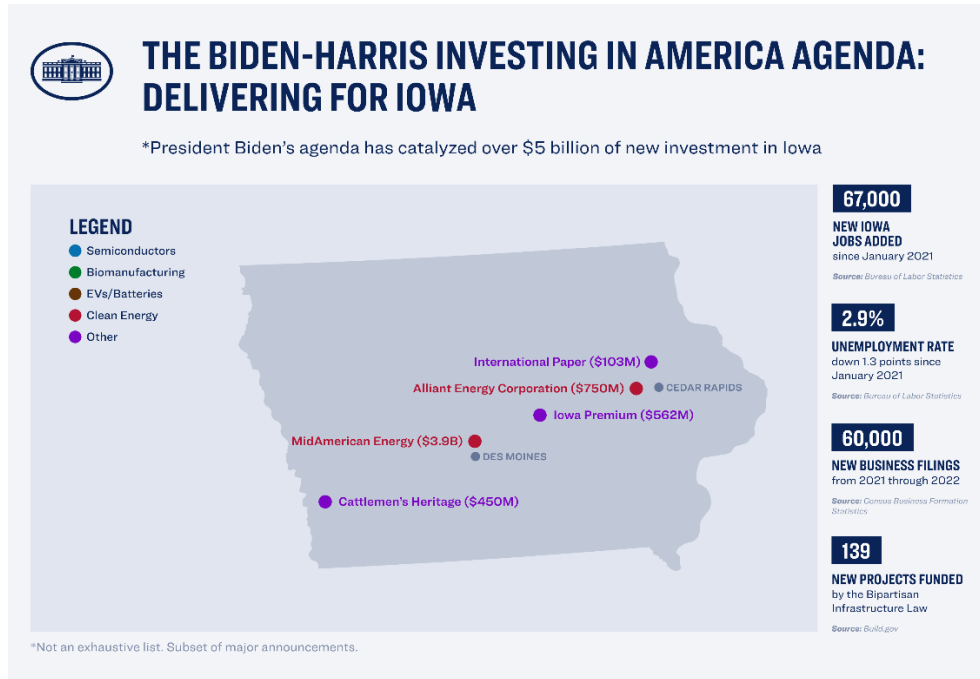 THE BIDEN-HARRIS INVESTING IN AMERICA AGENDA:
DELIVERING FOR IOWA
*President Biden's agenda has catalyzed over $5 billion of new investment in Iowa
LEGEND
Semiconductors
Biomanufacturing
EVs/Batteries
Clean Energy
Other
International Paper ($103M)
Alliant Energy Corporation ($750M)
CEDAR RAPIDS
Iowa Premium ($562M)
MidAmerican Energy ($3.9B)
DES MOINES
Cattlemen's Heritage ($450M)
67,000
NEW IOWA
JOBS ADDED
since January 2021
Source: Bureau of Labor Statistics
2.9%
UNEMPLOYMENT RATE
down 1.3 points since
January 2021
Source: Bureau of Labor Statistics
60,000
NEW BUSINESS FILINGS
from 2021 through 2022
Source: Census Business Formation
Statistics
139
NEW PROJECTS FUNDED
by the Bipartisan
Infrastructure Law
Source: Build.gov
*Not an exhaustive list. Subset of major announcements.